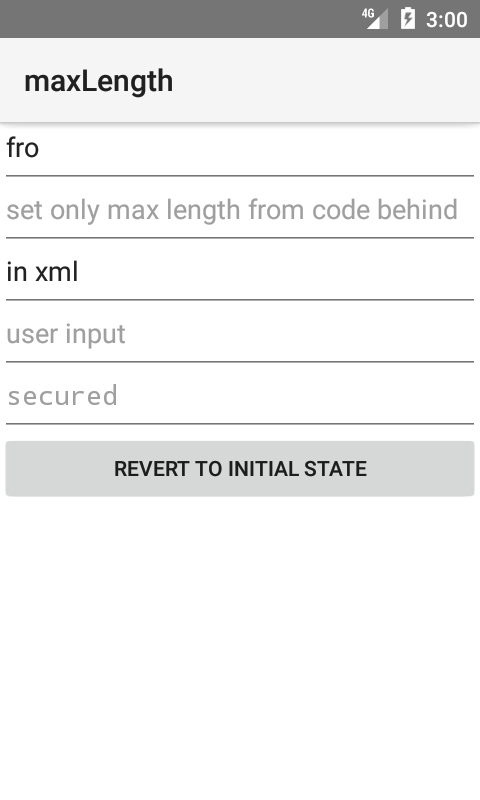 4G 3:00
maxLength
fro
set only max length from code behind
in xml
user input
secured
REVERT TO INITIAL STATE